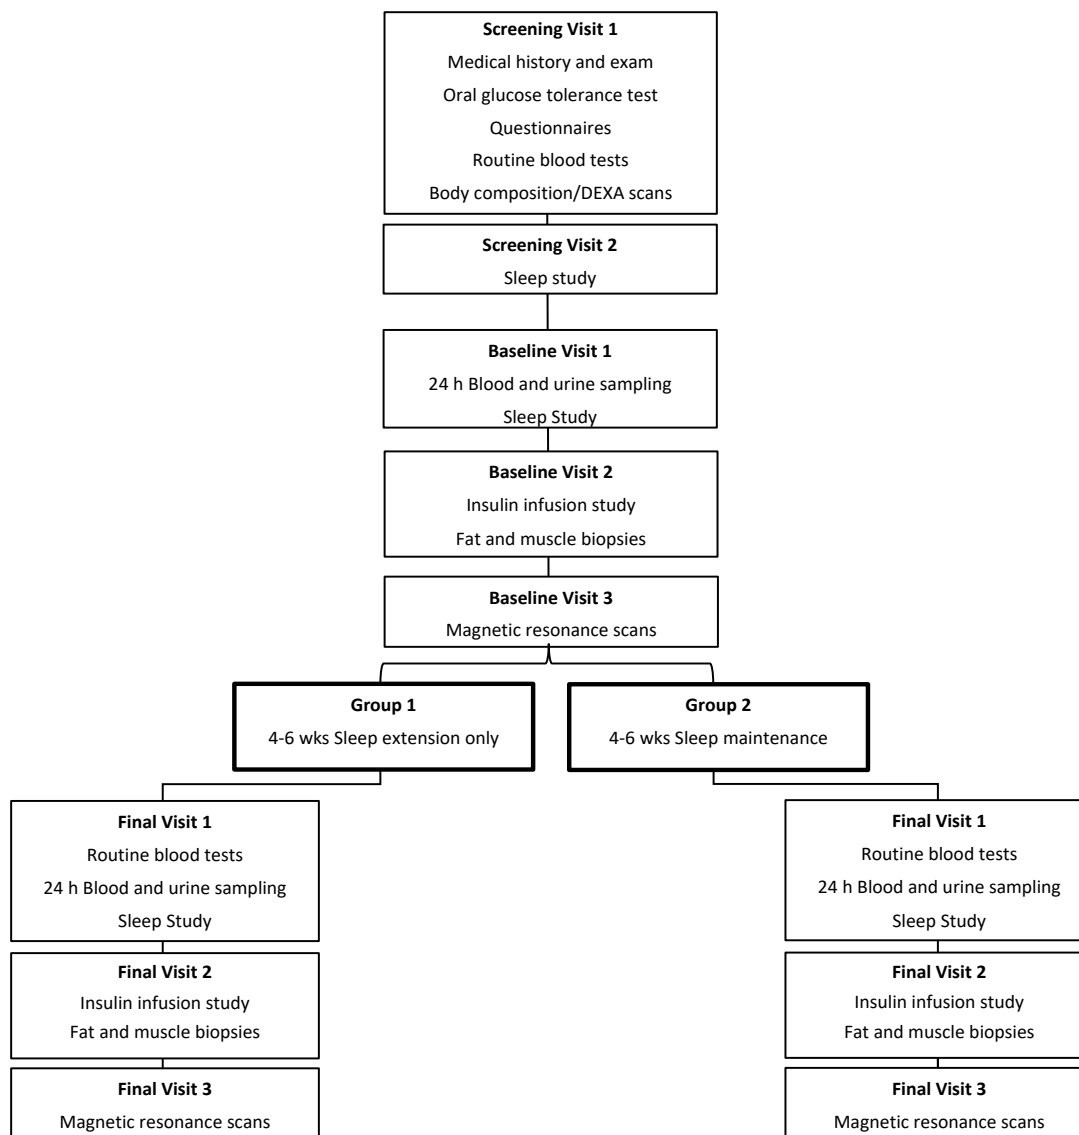 Screening Visit 1
Medical history and exam
Oral glucose tolerance test
Questionnaires
Routine blood tests
Body composition/DEXA scans
Screening Visit 2
Sleep study
Baseline Visit 1
24 h Blood and urine sampling
Sleep Study
Baseline Visit 2
Insulin infusion study
Fat and muscle biopsies
Baseline Visit 3
Magnetic resonance scans
Group 1
4-6 wks Sleep extension only
Group 2
4-6 wks Sleep maintenance
Final Visit 1
Routine blood tests
24 h Blood and urine sampling
Sleep Study
Final Visit 2
Insulin infusion study
Fat and muscle biopsies
Final Visit 3
Magnetic resonance scans
Final Visit 1
Routine blood tests
24 h Blood and urine sampling
Sleep Study
Final Visit 2
Insulin infusion study
Fat and muscle biopsies
Final Visit 3
Magnetic resonance scans